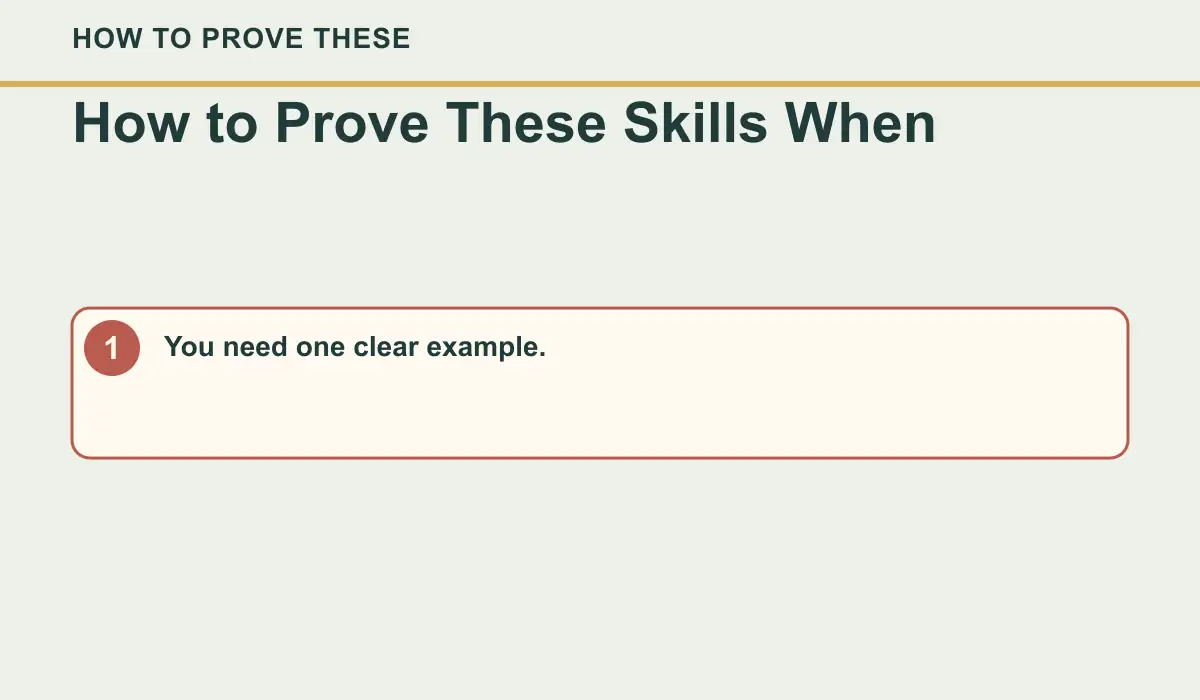 HOW TO PROVE THESE
How to Prove These Skills When
1
You need one clear example.